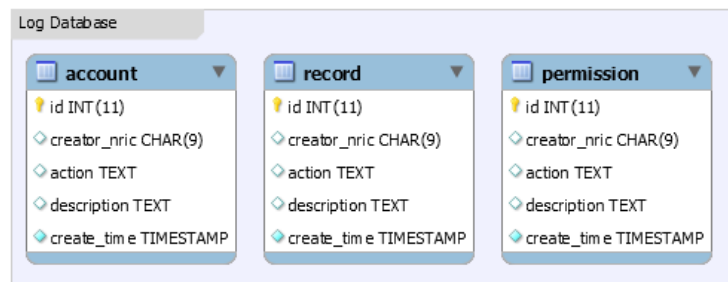 Log Database
account
id INT(11)
creator_nric CHAR(9)
action TEXT
description TEXT
create_time TIMESTAMP
record
id INT(11)
creator_nric CHAR(9)
action TEXT
description TEXT
create_time TIMESTAMP
permission
id INT(11)
creator_nric CHAR(9)
action TEXT
description TEXT
create_time TIMESTAMP